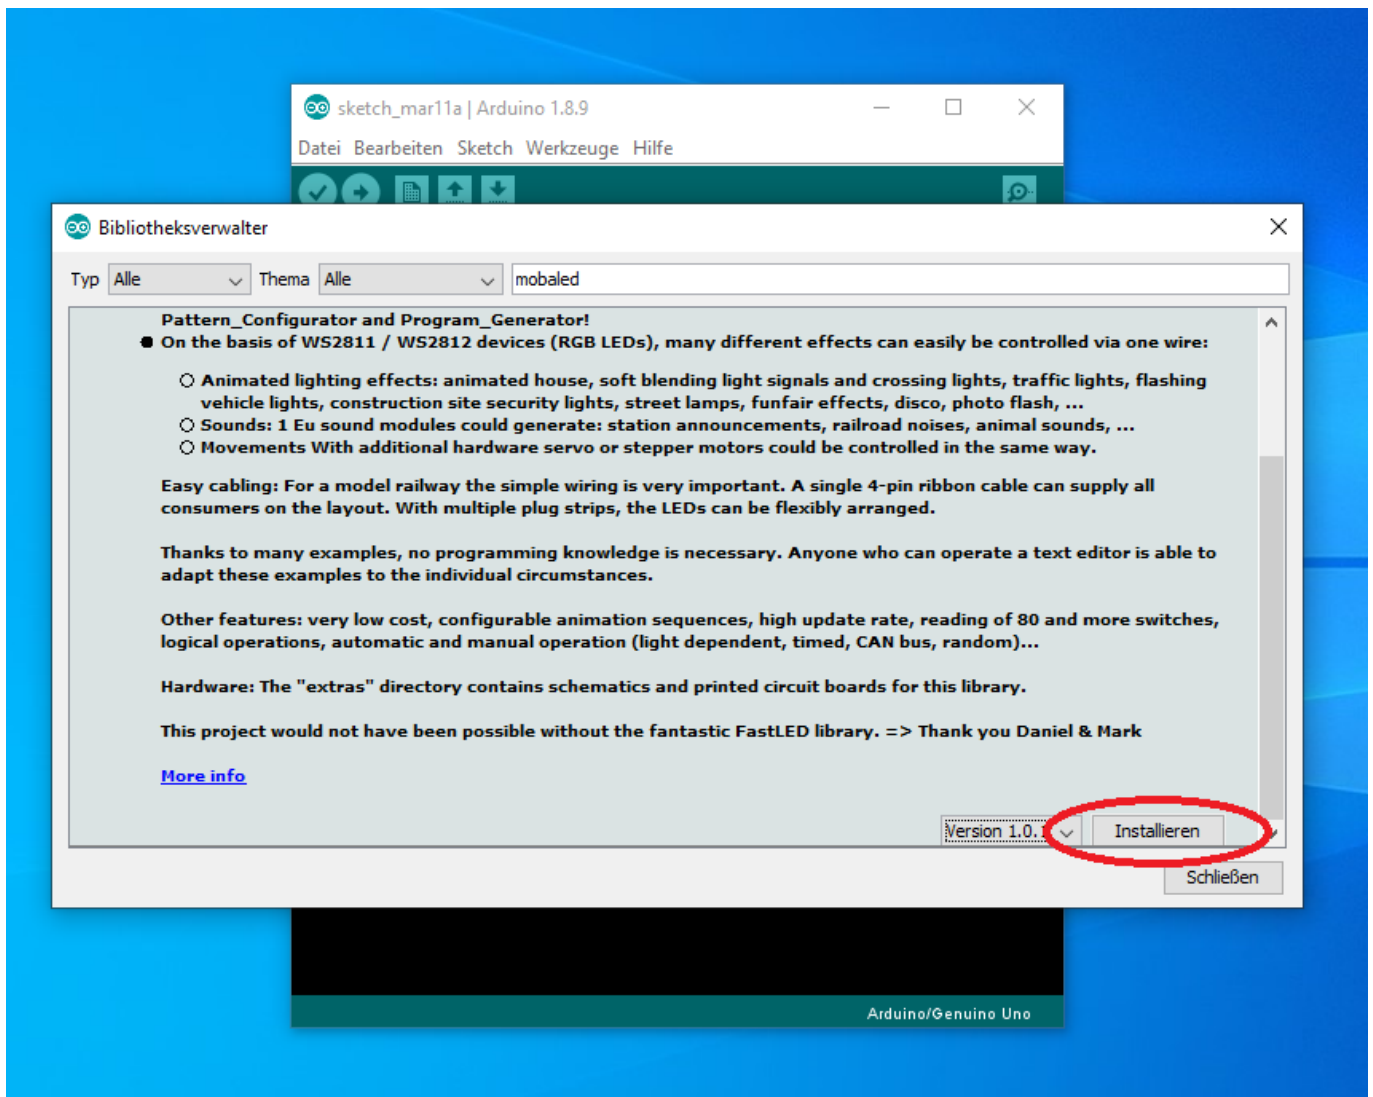 sketch_mar11a | Arduino 1.8.9
Datei Bearbeiten Sketch Werkzeuge Hilfe
Bibliotheksverwalter
Typ Alle Thema Alle mobaled
Pattern_Configurator and Program_Generator!
On the basis of WS2811 / WS2812 devices (RGB LEDs), many different effects can easily be controlled via one wire:
Animated lighting effects: animated house, soft blending light signals and crossing lights, traffic lights, flashing
vehicle lights, construction site security lights, street lamps, funfair effects, disco, photo flash, ...
Sounds: 1 Eu sound modules could generate: station announcements, railroad noises, animal sounds, ...
Movements With additional hardware servo or stepper motors could be controlled in the same way.
Easy cabling: For a model railway the simple wiring is very important. A single 4-pin ribbon cable can supply all
consumers on the layout. With multiple plug strips, the LEDs can be flexibly arranged.
Thanks to many examples, no programming knowledge is necessary. Anyone who can operate a text editor is able to
adapt these examples to the individual circumstances.
Other features: very low cost, configurable animation sequences, high update rate, reading of 80 and more switches,
logical operations, automatic and manual operation (light dependent, timed, CAN bus, random)...
Hardware: The "extras" directory contains schematics and printed circuit boards for this library.
This project would not have been possible without the fantastic FastLED library. => Thank you Daniel & Mark
More info
Version Installieren
Schließen
Arduino/Genuino Uno